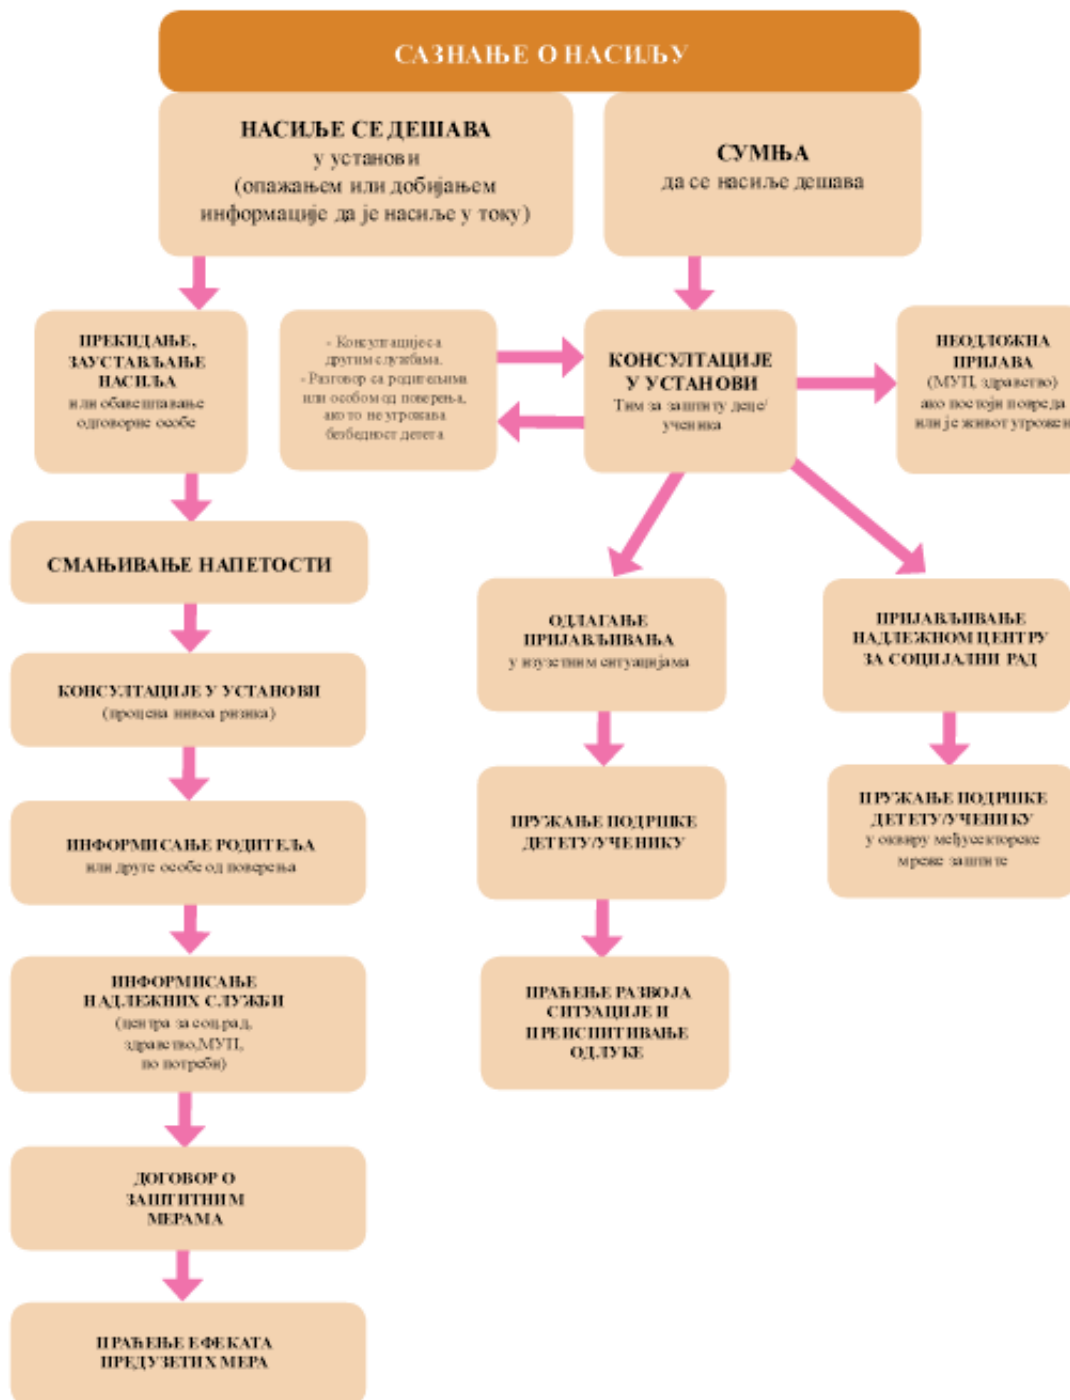 САЗНАЊЕ О НАСИЉУ
НАСИЉЕ СЕ ДЕШАВА
у установи
(опажањем или добијањем
информације да је насиље у току)
СУМЊА
да се насиље дешава
ПРЕКИДАЊЕ,
ЗАУСТАВЉАЊЕ
НАСИЉА
или обавештавање
одговорне особе
- Консултације са
другим службама.
- Разговор са родитељима
или особом од поверења,
ако то не угрожава
безбедност детета
КОНСУЛТАЦИЈЕ
У УСТАНОВИ
Тим за заштиту деце/
ученика
НЕОДЛОЖНА
ПРИЈАВА
(МУП, здравство)
ако постоји повреда
или је живот угрожен
СМАЊИВАЊЕ НАПЕТОСТИ
КОНСУЛТАЦИЈЕ У УСТАНОВИ
(процена нивоа ризика)
ИНФОРМИСАЊЕ РОДИТЕЉА
или друге особе од поверења
ИНФОРМИСАЊЕ
НАДЛЕЖНИХ СЛУЖБИ
(центра за соц.рад,
здравство,МУП,
по потреби)
ДОГОВОР О
ЗАШТИТНИМ
МЕРАМА
ПРАЋЕЊЕ ЕФЕКАТА
ПРЕДУЗЕТИХ МЕРА
ОДЛАГАЊЕ
ПРИЈАВЉИВАЊА
у изузетним ситуацијама
ПРУЖАЊЕ ПОДРШКЕ
ДЕТЕТУ/УЧЕНИКУ
ПРАЋЕЊЕ РАЗВОЈА
СИТУАЦИЈЕ И
ПРЕИСПИТИВАЊЕ
ОДЛУКЕ
ПРИЈАВЉИВАЊЕ
НАДЛЕЖНОМ ЦЕНТРУ
ЗА СОЦИЈАЛНИ РАД
ПРУЖАЊЕ ПОДРШКЕ
ДЕТЕТУ/УЧЕНИКУ
у оквиру међусекторске
мреже заштите